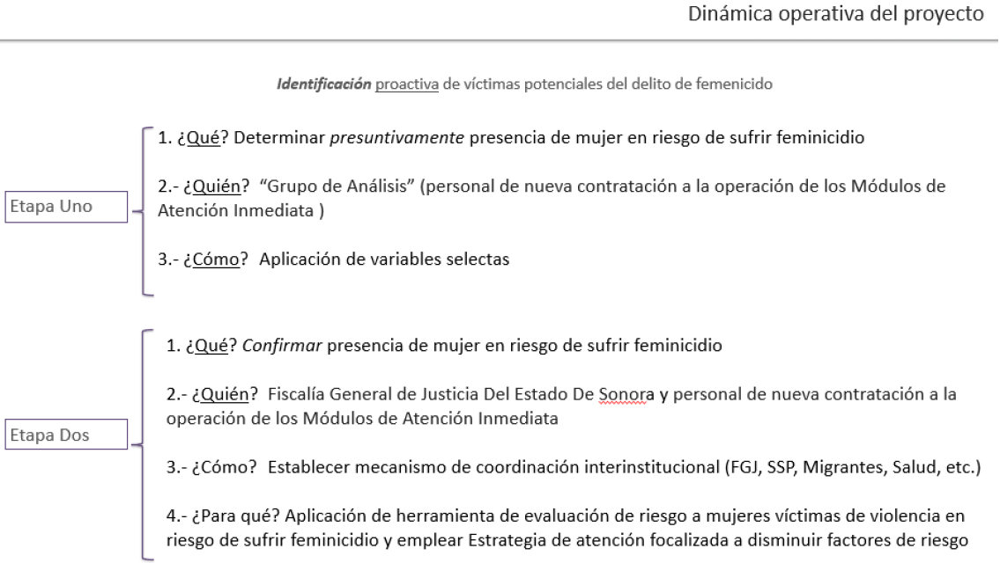 Dinámica operativa del proyecto
Identificación proactiva de víctimas potenciales del delito de femenicido
Etapa Uno
1. ¿Qué? Determinar presuntivamente presencia de mujer en riesgo de sufrir feminicidio
2.- ¿Quién? “Grupo de Análisis” (personal de nueva contratación a la operación de los Módulos de
Atención Inmediata )
3.- ¿Cómo? Aplicación de variables selectas
Etapa Dos
1. ¿Qué? Confirmar presencia de mujer en riesgo de sufrir feminicidio
2.- ¿Quién? Fiscalía General de Justicia Del Estado De Sonora y personal de nueva contratación a la
operación de los Módulos de Atención Inmediata
3.- ¿Cómo? Establecer mecanismo de coordinación interinstitucional (FGJ, SSP, Migrantes, Salud, etc.)
4.- ¿Para qué? Aplicación de herramienta de evaluación de riesgo a mujeres víctimas de violencia en
riesgo de sufrir feminicidio y emplear Estrategia de atención focalizada a disminuir factores de riesgo